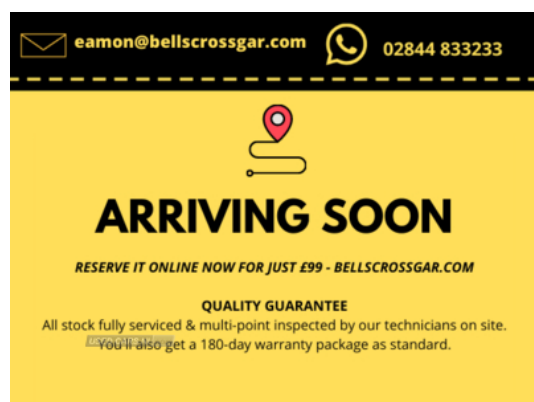 eamon@bellscrossgar.com
02844 833233
ARRIVING SOON
RESERVE IT ONLINE NOW FOR JUST £99 - BELLSCROSSGAR.COM
QUALITY GUARANTEE
All stock fully serviced & multi-point inspected by our technicians on site.
You'll also get a 180-day warranty package as standard.